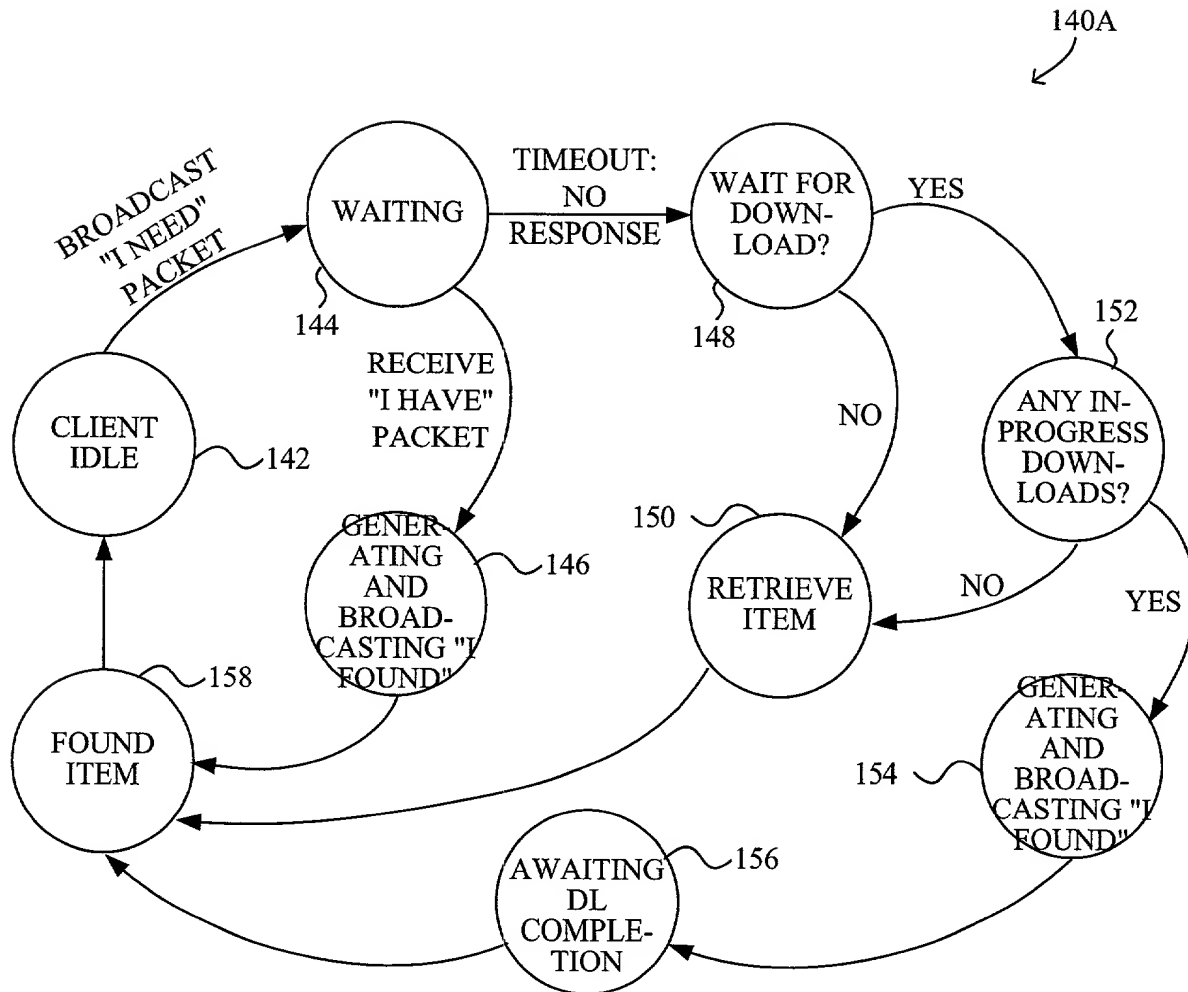 140A
BROADCAST
"I NEED"
PACKET
WAITING
144
TIMEOUT:
NO
RESPONSE
WAIT FOR
DOWN-
LOAD?
148
YES
152
ANY IN-
PROGRESS
DOWN-
LOADS?
CLIENT
IDLE
142
RECEIVE
"I HAVE"
PACKET
NO
150
RETRIEVE
ITEM
NO
YES
GENER-
ATING
AND
BROAD-
CASTING "I
FOUND"
146
158
FOUND
ITEM
GENER-
ATING
AND
BROAD-
CASTING "I
FOUND"
154
AWAITING
DL
COMPLE-
TION
156